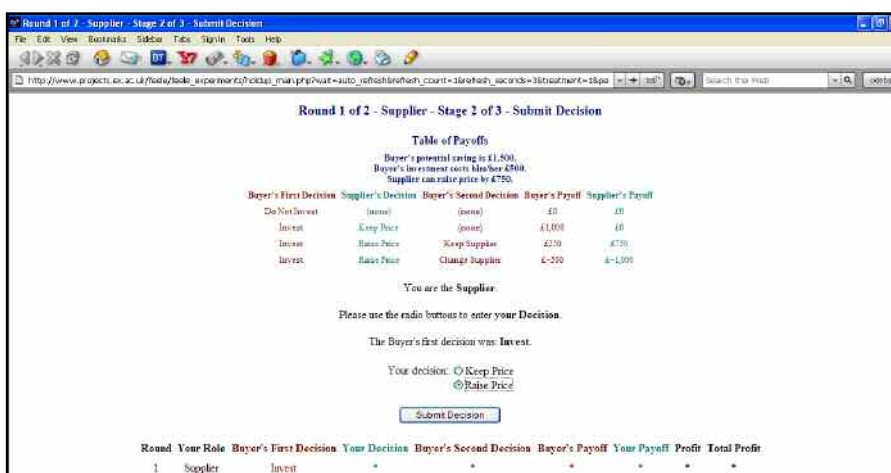 Round 1 of 2 - Supplier - Stage 2 of 3 - Submit Decision
File Edit View Bookmarks Sidebar Tabs Signin Tools Help
Search the Web
Round 1 of 2 - Supplier - Stage 2 of 3 - Submit Decision
Table of Payoffs
Buyer's potential saving is £1,500.
Buyer's investment costs him/her £500.
Supplier can raise price by £750.
Buyer's First Decision Supplier's Decision Buyer's Second Decision Buyer's Payoff Supplier's Payoff
Do Not Invest (none) (none) £0 £0
Invest Keep Price (none) £1,000 £0
Invest Raise Price Keep Supplier £250 £750
Invest Raise Price Change Supplier £-500 £-1,000
You are the Supplier.
Please use the radio buttons to enter your Decision.
The Buyer's first decision was: Invest.
Your decision: Keep Price
Raise Price
Submit Decision
Round Your Role Buyer's First Decision Your Decision Buyer's Second Decision Buyer's Payoff Your Payoff Profit Total Profit
1 Supplier Invest * * * * * *